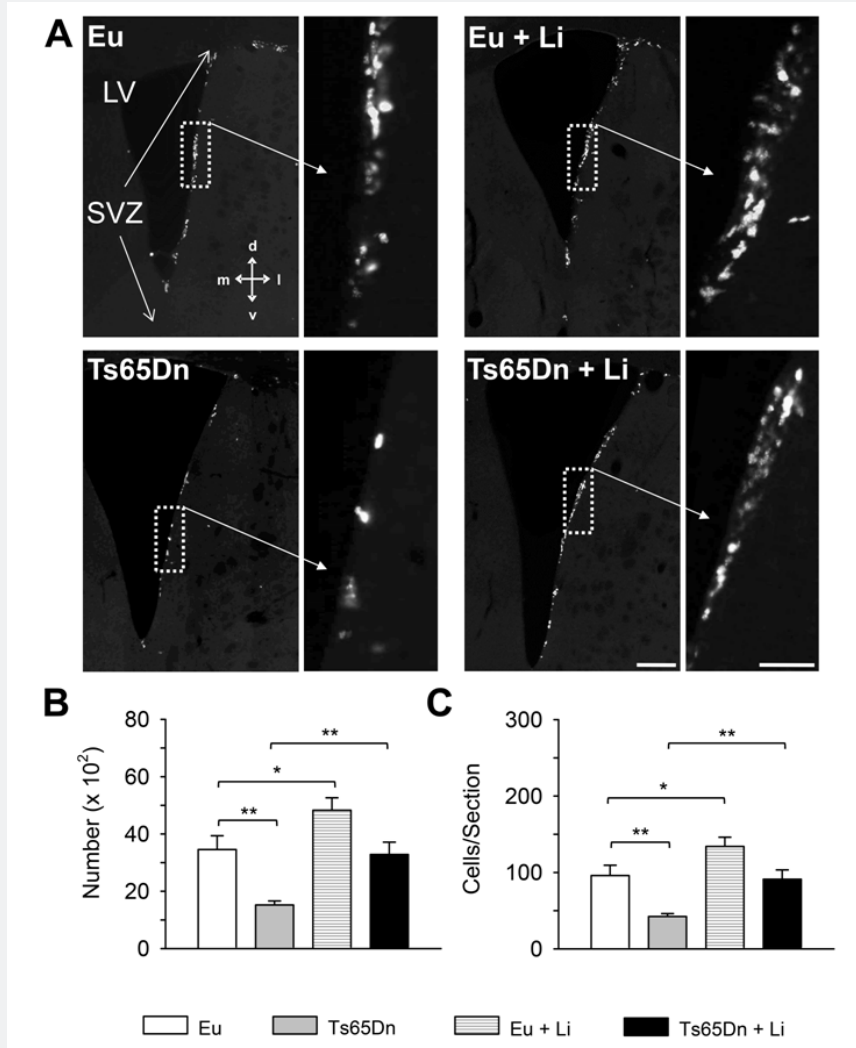 A
Eu
LV
SVZ
d
m l
v
Eu + Li
Ts65Dn
Ts65Dn + Li
B
Number (x 10²)
80
60
40
20
0
**
*
**
C
Cells/Section
300
200
100
0
**
*
**
Eu
Ts65Dn
Eu + Li
Ts65Dn + Li